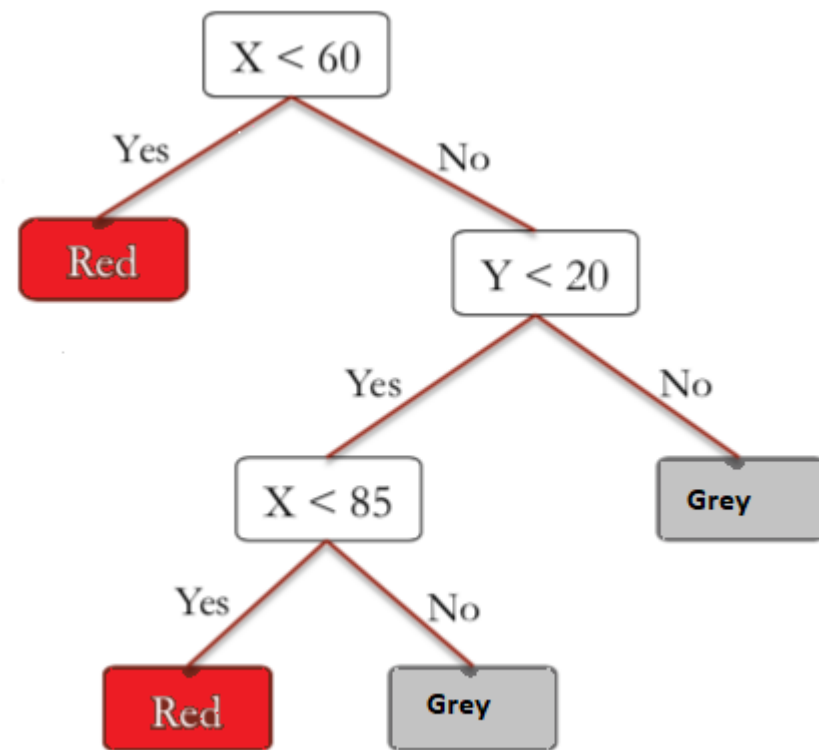 X < 60
Yes
No
Red
Y < 20
Yes
No
X < 85
Grey
Yes
No
Red
Grey